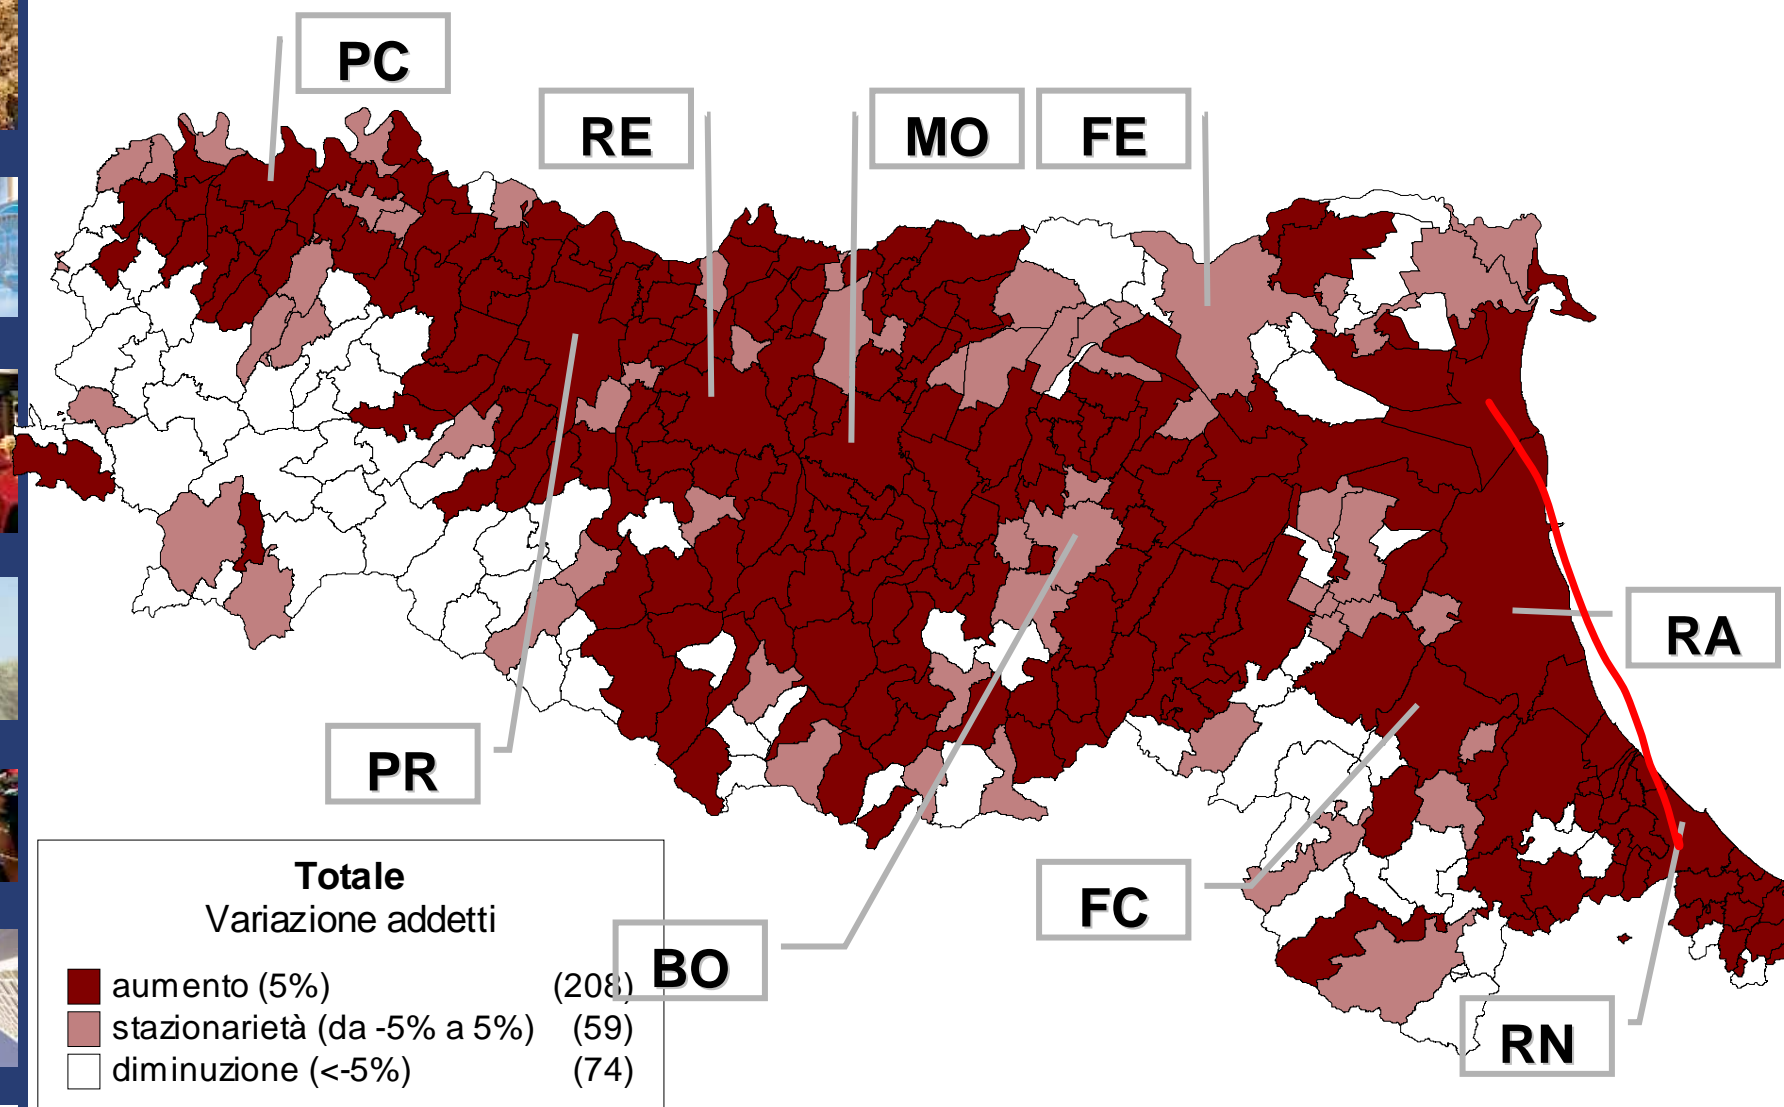 PC
RE
MO
FE
RA
PR
FC
BO
RN
Totale
Variazione addetti
aumento (5%) (208)
stazionarietà (da -5% a 5%) (59)
diminuzione (<-5%) (74)